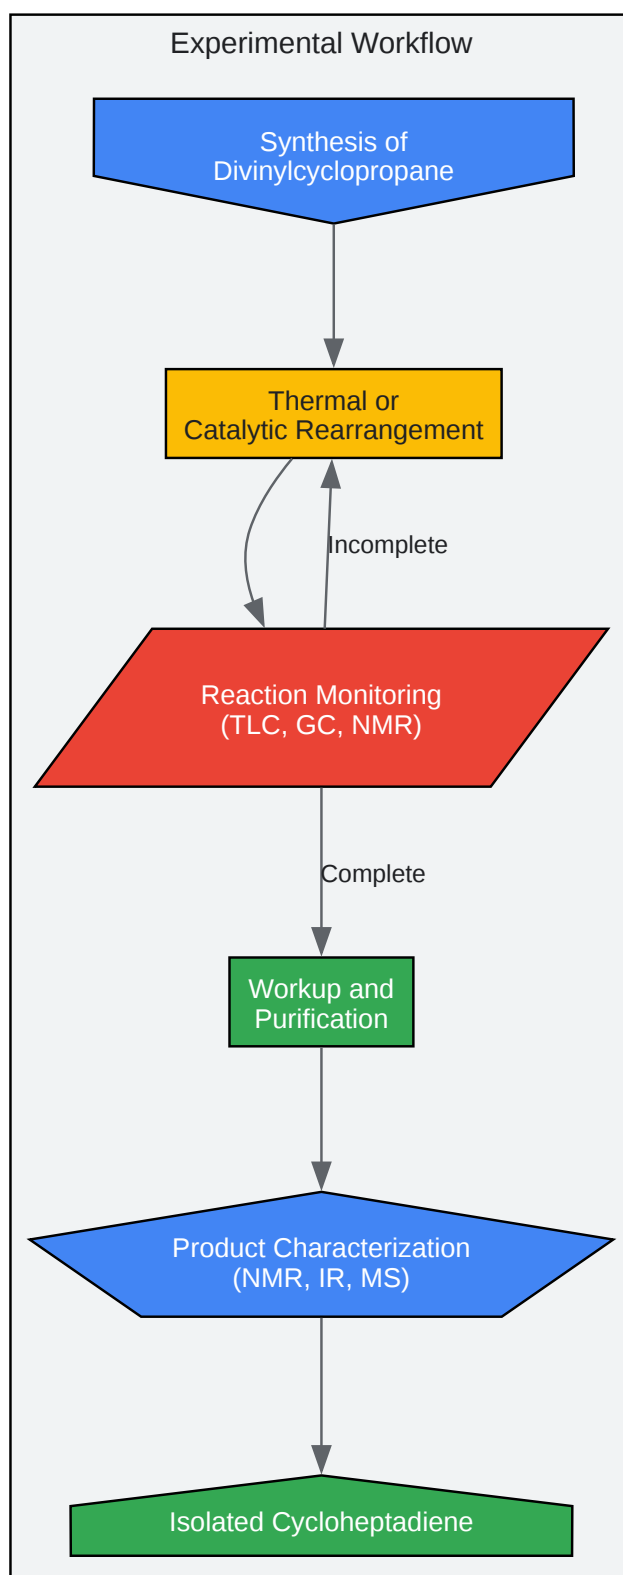 Experimental Workflow
Synthesis of
Divinylcyclopropane
Thermal or
Catalytic Rearrangement
Incomplete
Reaction Monitoring
(TLC, GC, NMR)
Complete
Workup and
Purification
Product Characterization
(NMR, IR, MS)
Isolated Cycloheptadiene